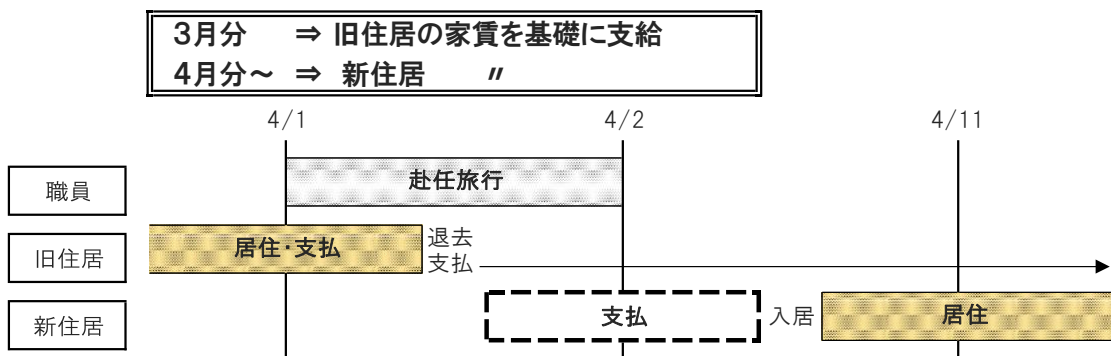 3月分 ⇒ 旧住居の家賃を基礎に支給
4月分~ ⇒ 新住居 〃
4/1 4/2 4/11
職員 赴任旅行
旧住居 居住・支払 退去
支払
新住居 支払 入居 居住